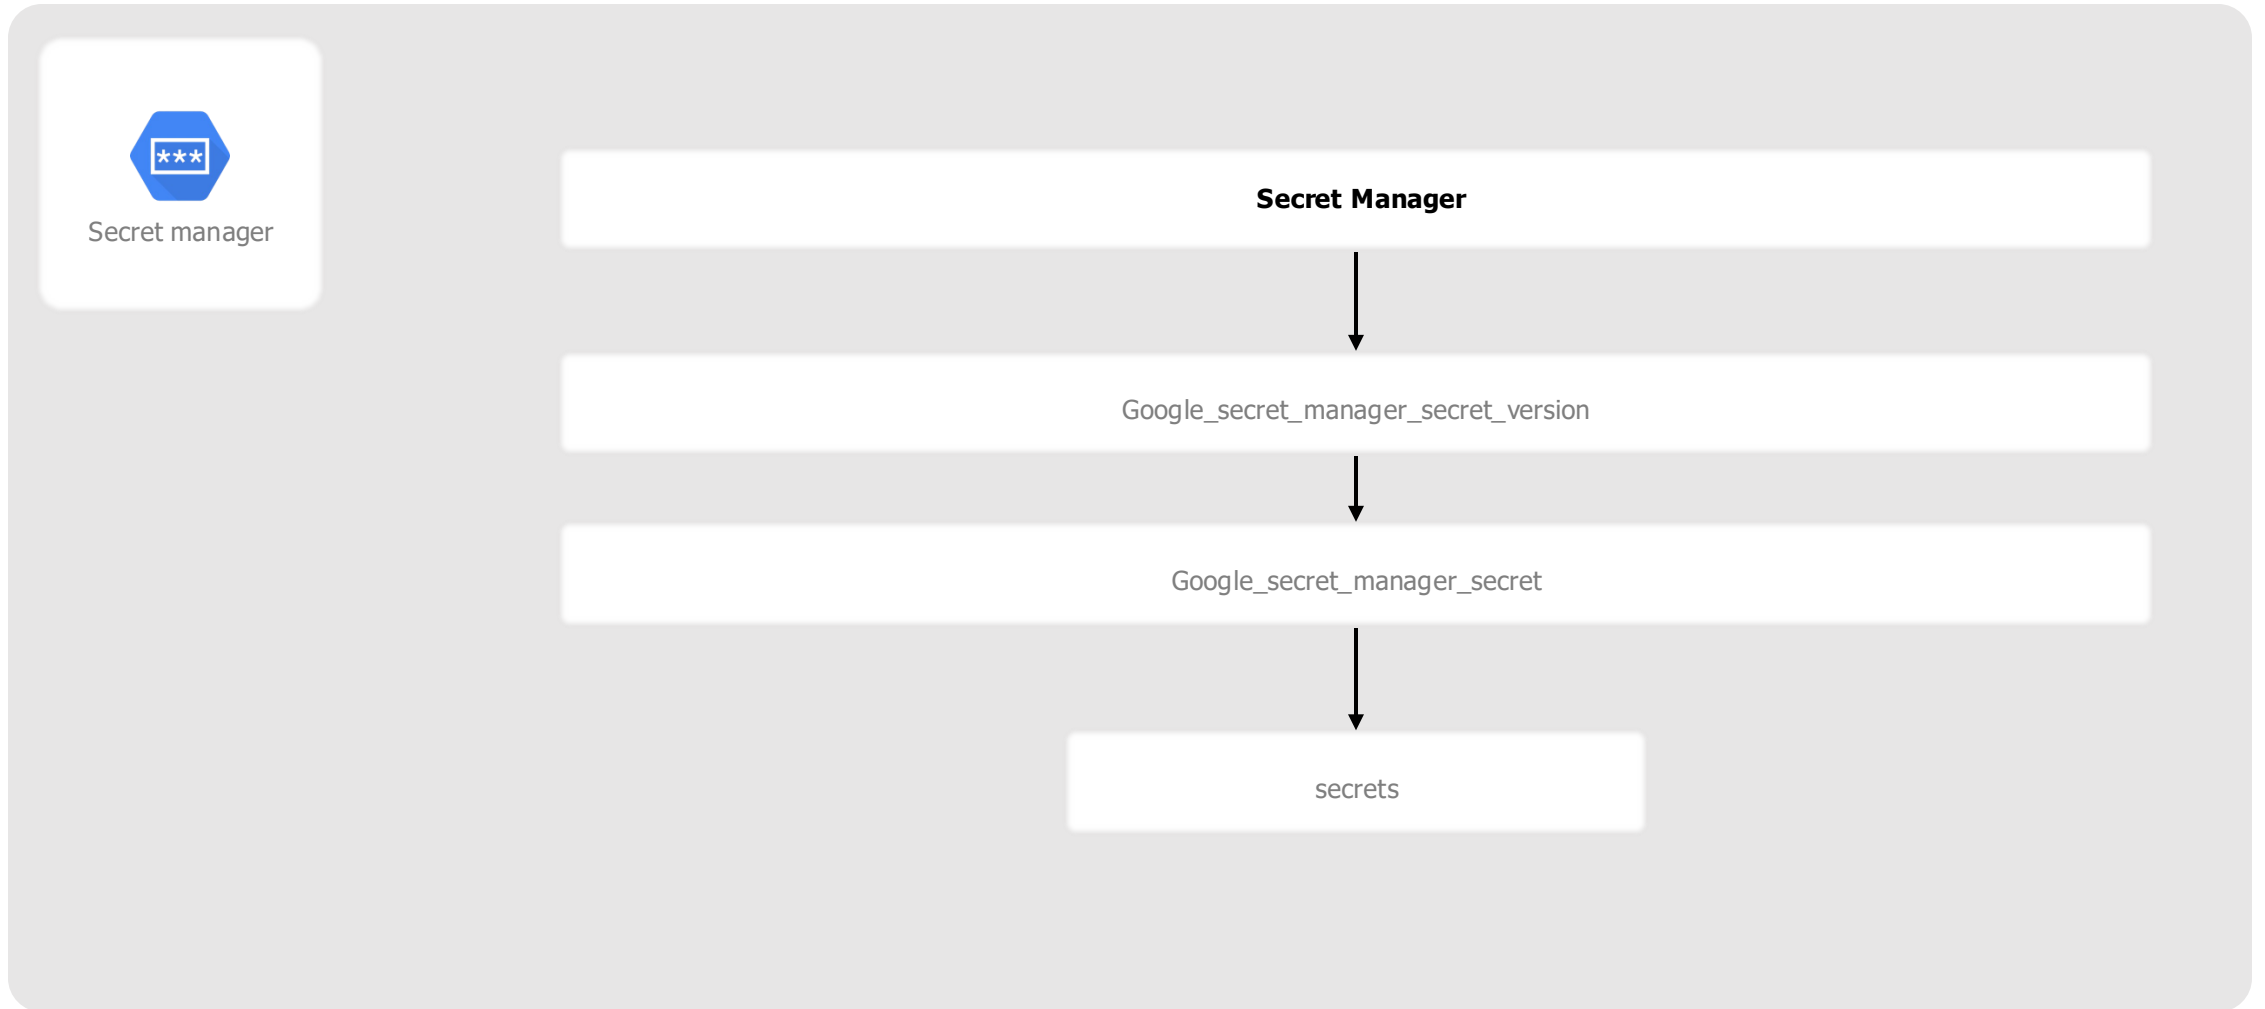 ***
Secret manager
Secret Manager
Google_secret_manager_secret_version
Google_secret_manager_secret
secrets